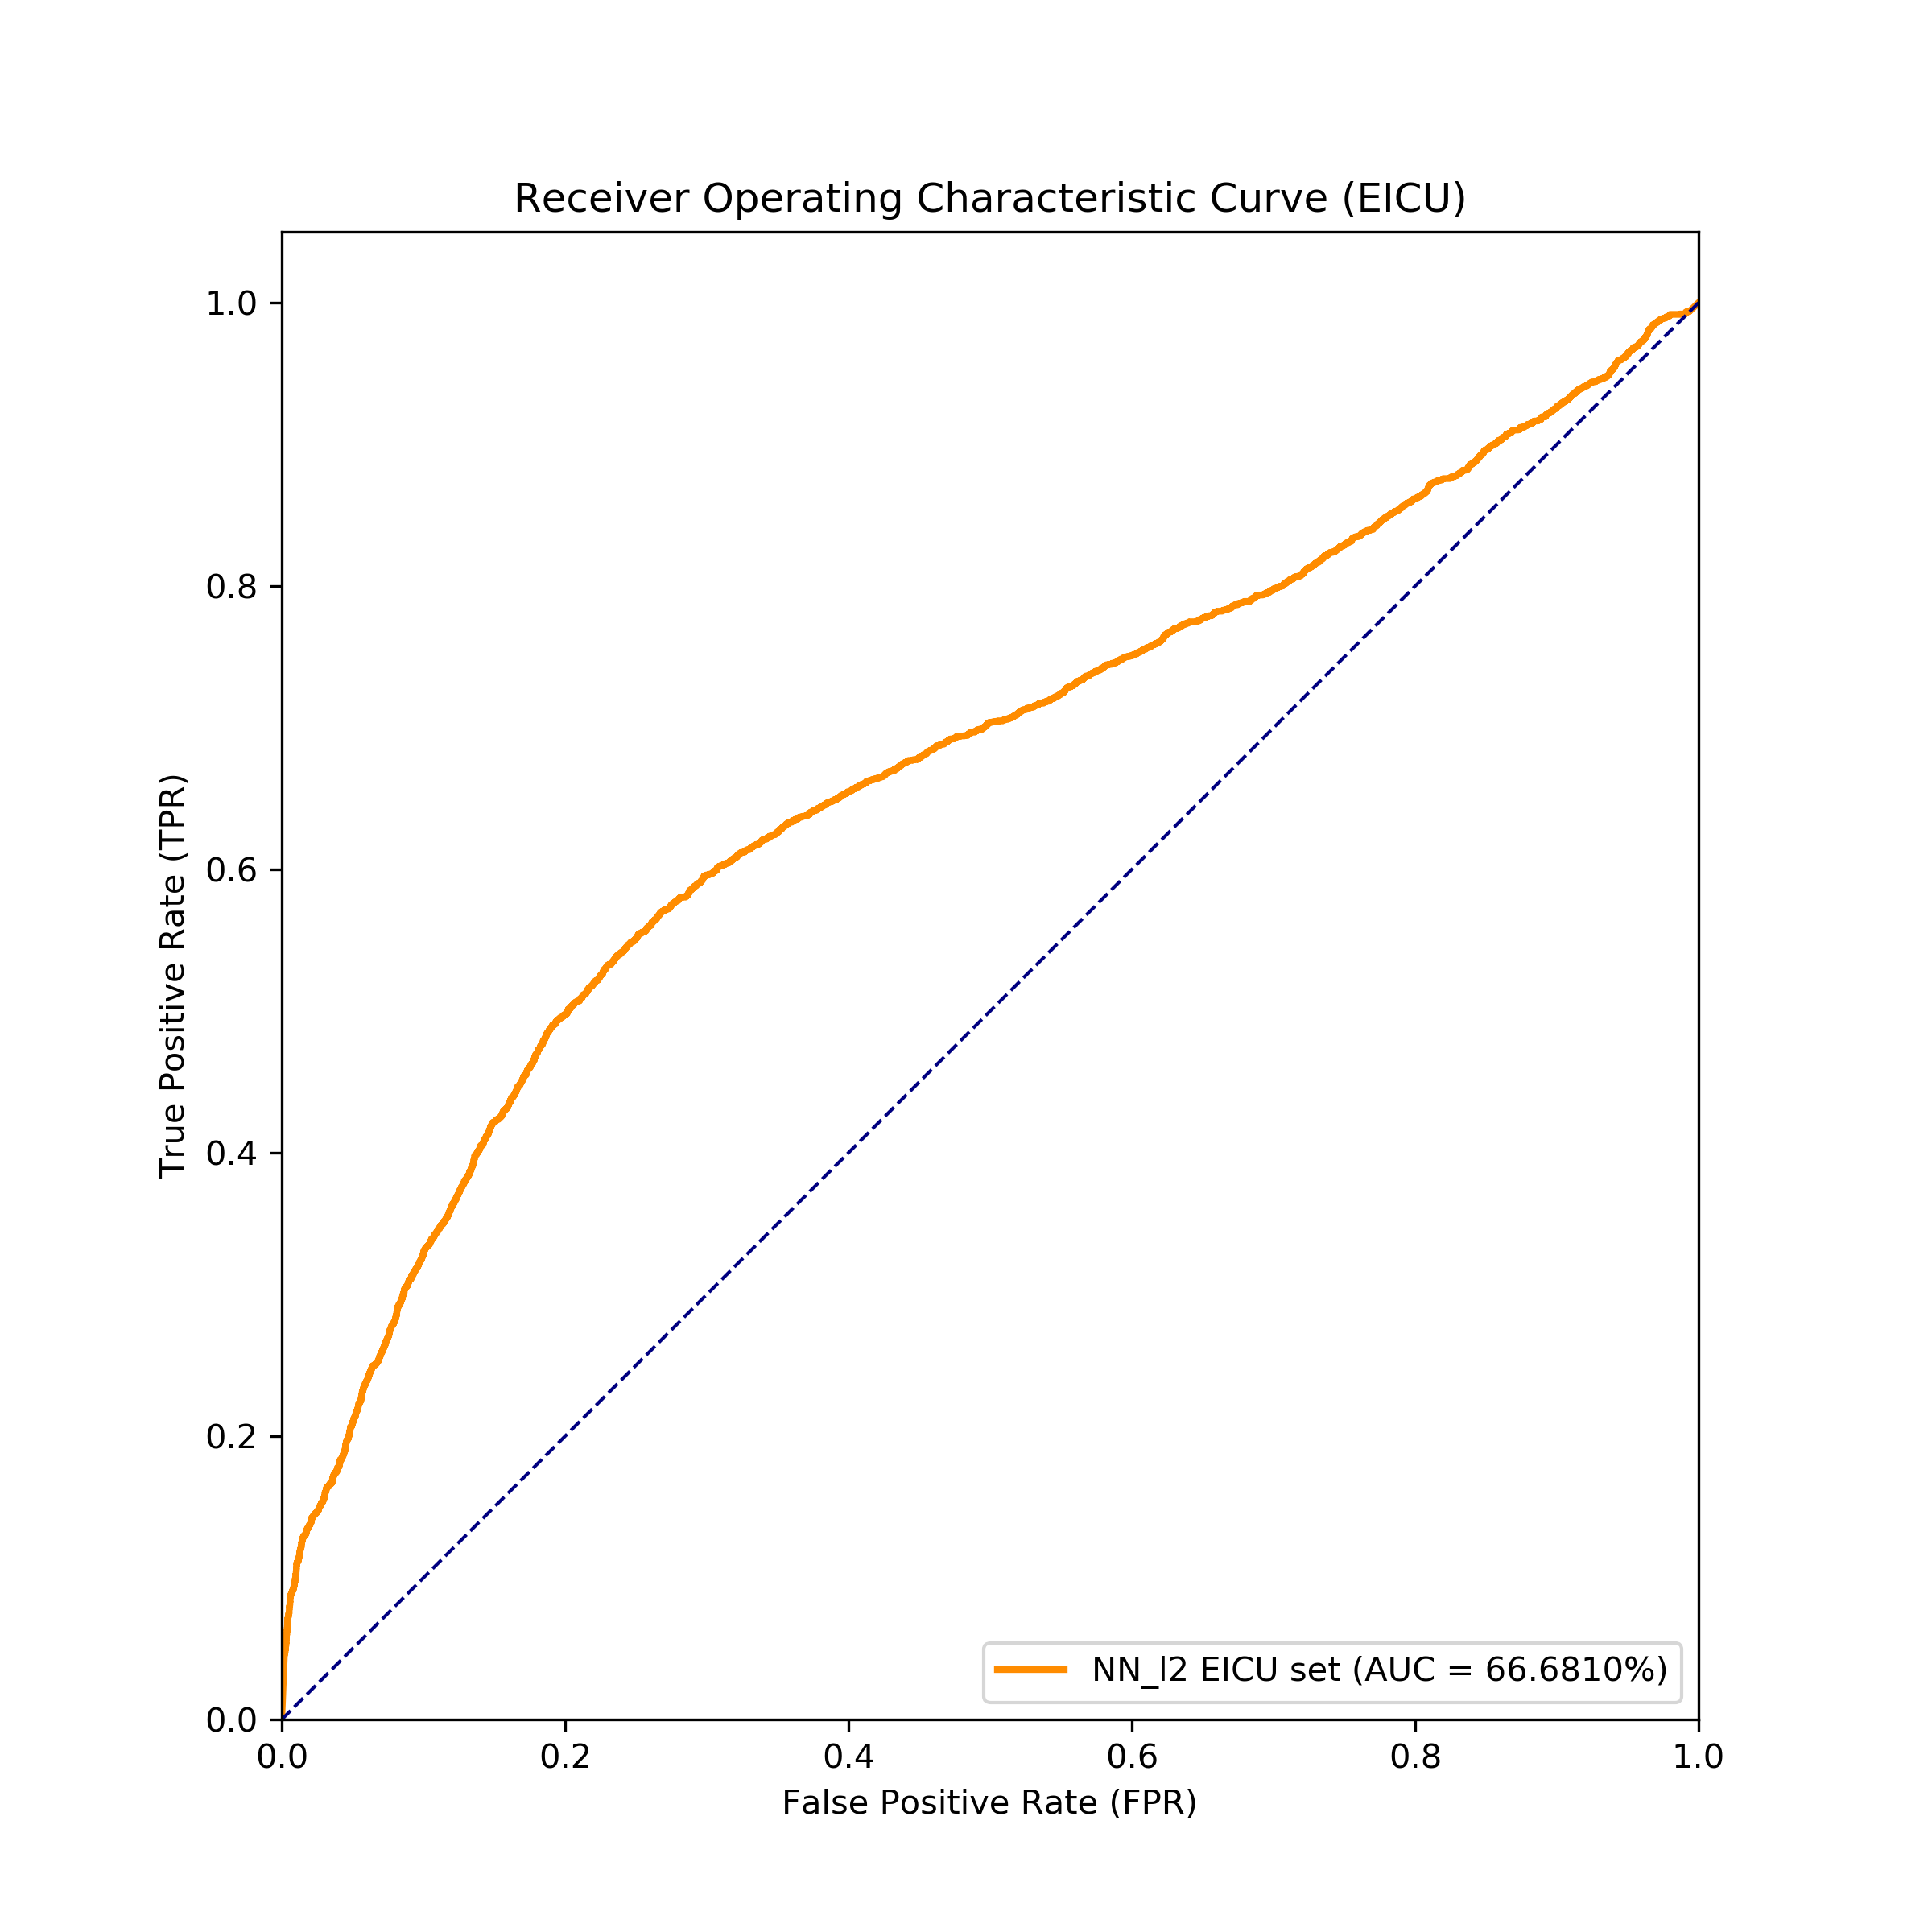 Receiver Operating Characteristic Curve (EICU)
1.0
0.8
0.6
0.4
0.2
0.0
True Positive Rate (TPR)
NN_l2 EICU set (AUC = 66.6810%)
0.0 0.2 0.4 0.6 0.8 1.0
False Positive Rate (FPR)